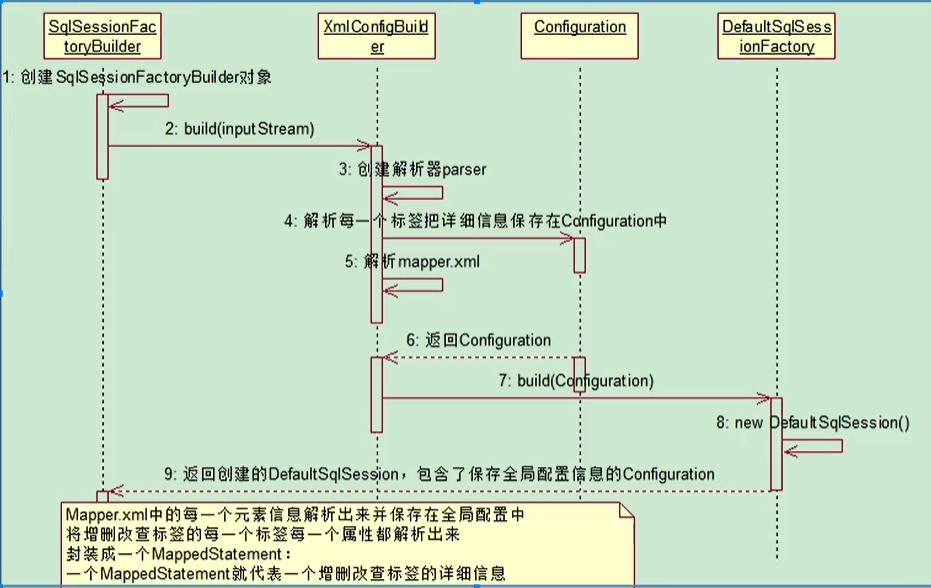 SqlSessionFac
toryBuilder
XmlConfigBuild
er
Configuration
DefaultSqlSess
ionFactory
1: 创建SqlSessionFactoryBuilder对象
2: build(inputStream)
3: 创建解析器parser
4: 解析每一个标签把详细信息保存在Configuration中
5: 解析mapper.xml
6: 返回Configuration
7: build(Configuration)
8: new DefaultSqlSession()
9: 返回创建的DefaultSqlSession，包含了保存全局配置信息的Configuration
Mapper.xml中的每一个元素信息解析出来并保存在全局配置中
将增删改查标签的每一个标签每一个属性都解析出来
封装成一个MappedStatement：
一个MappedStatement就代表一个增删改查标签的详细信息